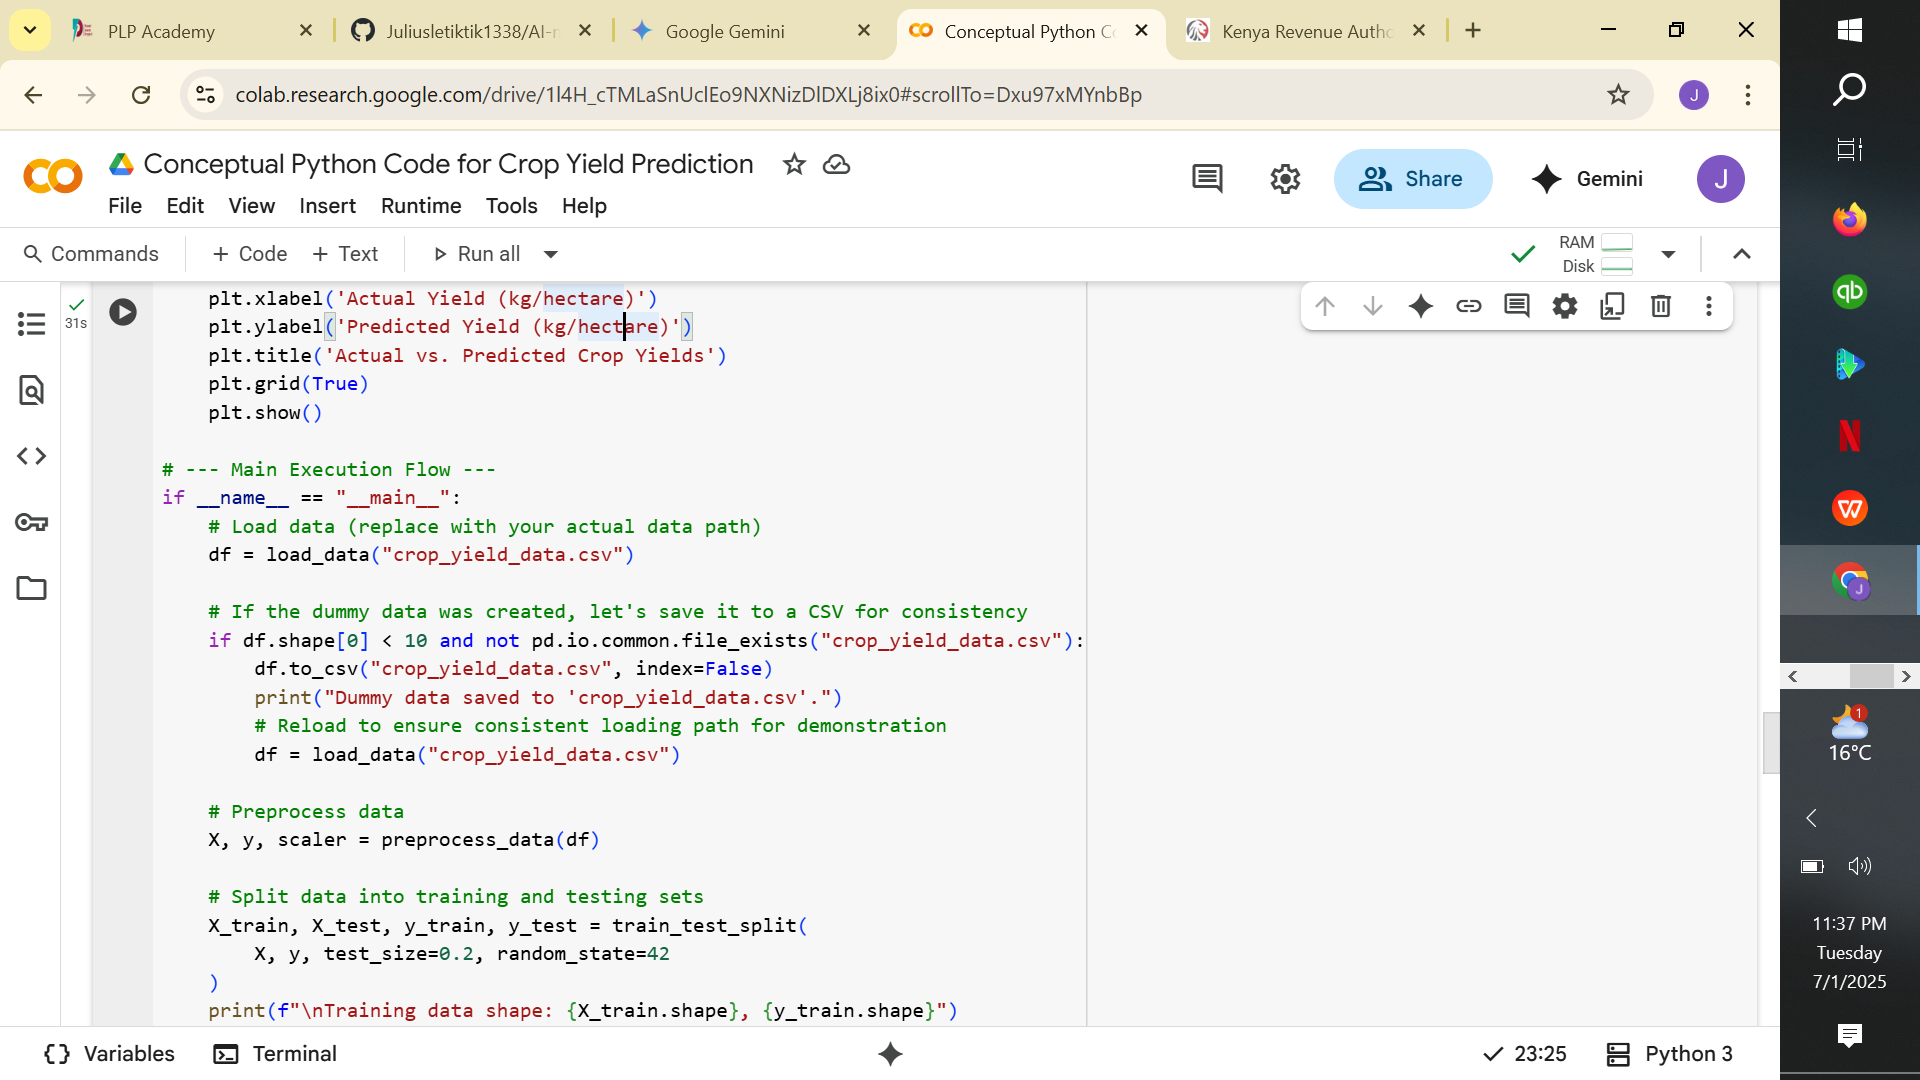 PLP Academy
Juliusletiktik1338/AI-
Google Gemini
Conceptual Python C
Kenya Revenue Auth
colab.research.google.com/drive/1l4H_cTMLaSnUclEo9NXNizDlDXLj8ix0#scrollTo=Dxu97xMYnbBp
J
CO
Conceptual Python Code for Crop Yield Prediction
File Edit View Insert Runtime Tools Help
Share
Gemini
J
Commands
+ Code + Text
Run all
RAM
Disk
31s
plt.xlabel('Actual Yield (kg/hectare)')
plt.ylabel('Predicted Yield (kg/hectare)')
plt.title('Actual vs. Predicted Crop Yields')
plt.grid(True)
plt.show()
# --- Main Execution Flow ---
if __name__ == "__main__":
# Load data (replace with your actual data path)
df = load_data("crop_yield_data.csv")
# If the dummy data was created, let's save it to a CSV for consistency
if df.shape[0] < 10 and not pd.io.common.file_exists("crop_yield_data.csv"):
df.to_csv("crop_yield_data.csv", index=False)
print("Dummy data saved to 'crop_yield_data.csv'.")
# Reload to ensure consistent loading path for demonstration
df = load_data("crop_yield_data.csv")
# Preprocess data
X, y, scaler = preprocess_data(df)
# Split data into training and testing sets
X_train, X_test, y_train, y_test = train_test_split(
X, y, test_size=0.2, random_state=42
)
print(f"\nTraining data shape: {X_train.shape}, {y_train.shape}")
Variables
Terminal
23:25
Python 3
qb
N
W
J
1
16°C
11:37 PM
Tuesday
7/1/2025